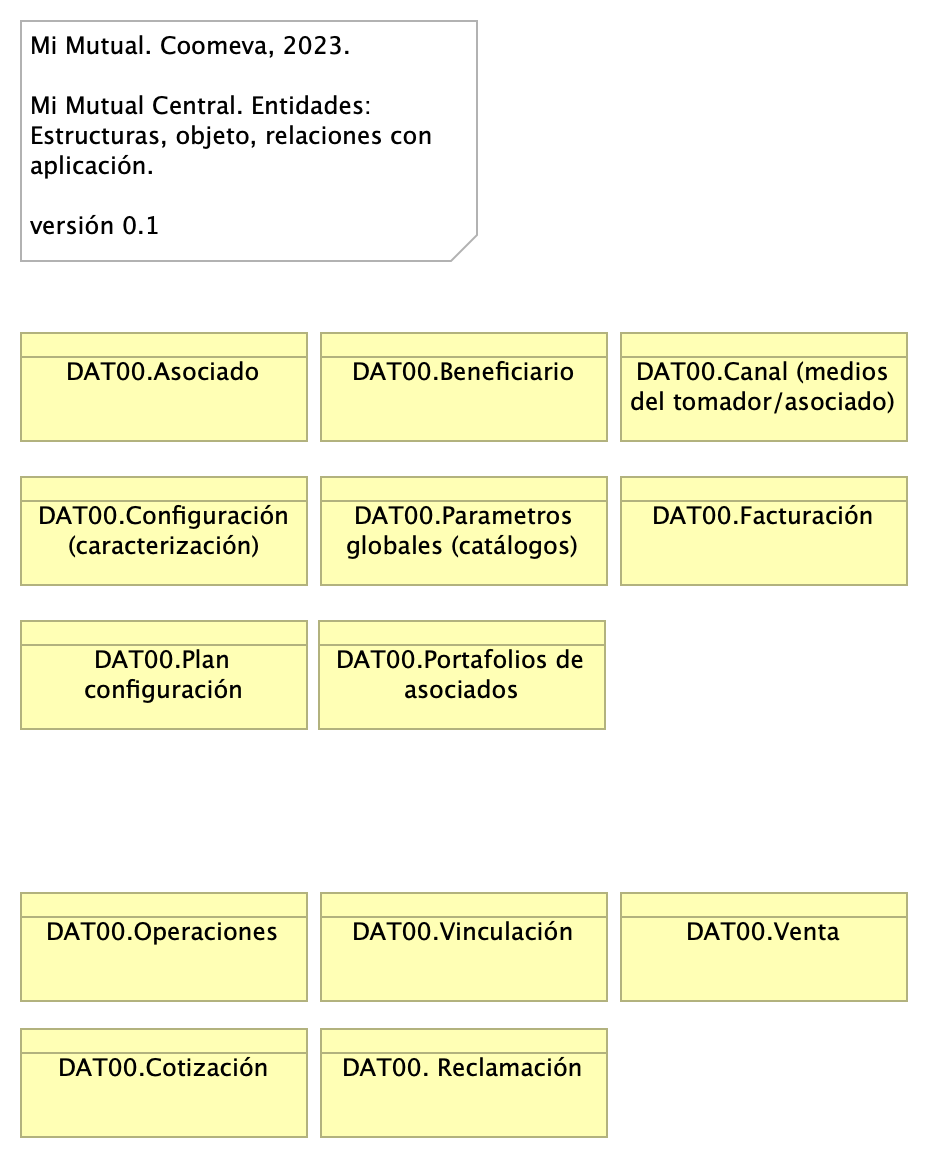 Mi Mutual. Coomeva, 2023.
Mi Mutual Central. Entidades:
Estructuras, objeto, relaciones con
aplicación.
versión 0.1
DAT00.Asociado
DAT00.Beneficiario
DAT00.Canal (medios
del tomador/asociado)
DAT00.Configuración
(caracterización)
DAT00.Parametros
globales (catálogos)
DAT00.Facturación
DAT00.Plan
configuración
DAT00.Portafolios de
asociados
DAT00.Operaciones
DAT00.Vinculación
DAT00.Venta
DAT00.Cotización
DAT00. Reclamación